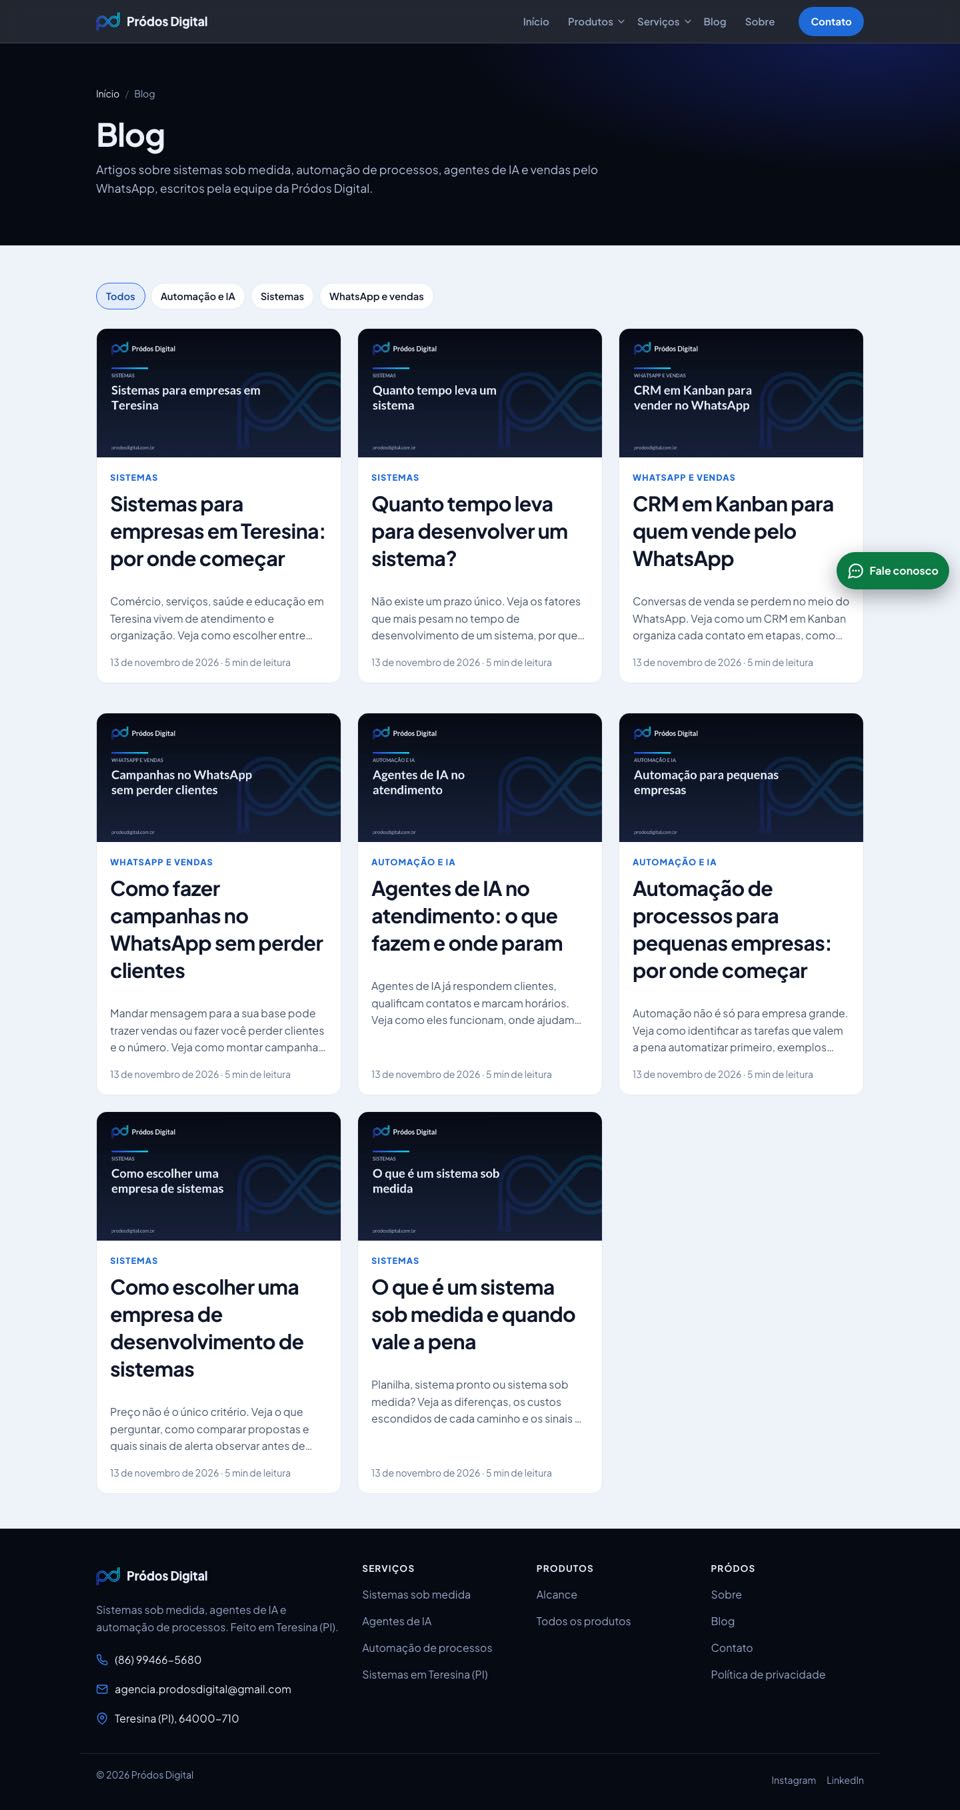 Pródos Digital
Início
Produtos
Serviços
Blog
Sobre
Contato
Início / Blog
Blog
Artigos sobre sistemas sob medida, automação de processos, agentes de IA e vendas pelo
WhatsApp, escritos pela equipe da Pródos Digital.
Todos
Automação e IA
Sistemas
WhatsApp e vendas
Pródos Digital
SISTEMAS
Sistemas para empresas em
Teresina
prodosdigital.com.br
SISTEMAS
Sistemas para
empresas em Teresina:
por onde começar
Comércio, serviços, saúde e educação em
Teresina vivem de atendimento e
organização. Veja como escolher entre...
13 de novembro de 2026 · 5 min de leitura
Pródos Digital
SISTEMAS
Quanto tempo leva um
sistema
prodosdigital.com.br
SISTEMAS
Quanto tempo leva
para desenvolver um
sistema?
Não existe um prazo único. Veja os fatores
que mais pesam no tempo de
desenvolvimento de um sistema, por que...
13 de novembro de 2026 · 5 min de leitura
Pródos Digital
WHATSAPP E VENDAS
CRM em Kanban para
vender no WhatsApp
prodosdigital.com.br
WHATSAPP E VENDAS
CRM em Kanban para
quem vende pelo
WhatsApp
Conversas de venda se perdem no meio do
WhatsApp. Veja como um CRM em Kanban
organiza cada contato em etapas, como...
13 de novembro de 2026 · 5 min de leitura
Fale conosco
Pródos Digital
WHATSAPP E VENDAS
Campanhas no WhatsApp
sem perder clientes
prodosdigital.com.br
WHATSAPP E VENDAS
Como fazer
campanhas no
WhatsApp sem perder
clientes
Mandar mensagem para a sua base pode
trazer vendas ou fazer você perder clientes
e o número. Veja como montar campanha...
13 de novembro de 2026 · 5 min de leitura
Pródos Digital
AUTOMAÇÃO E IA
Agentes de IA no
atendimento
prodosdigital.com.br
AUTOMAÇÃO E IA
Agentes de IA no
atendimento: o que
fazem e onde param
Agentes de IA já respondem clientes,
qualificam contatos e marcam horários.
Veja como eles funcionam, onde ajudam...
13 de novembro de 2026 · 5 min de leitura
Pródos Digital
AUTOMAÇÃO E IA
Automação para pequenas
empresas
prodosdigital.com.br
AUTOMAÇÃO E IA
Automação de
processos para
pequenas empresas:
por onde começar
Automação não é só para empresa grande.
Veja como identificar as tarefas que valem
a pena automatizar primeiro, exemplos...
13 de novembro de 2026 · 5 min de leitura
Pródos Digital
SISTEMAS
Como escolher uma
empresa de sistemas
prodosdigital.com.br
SISTEMAS
Como escolher uma
empresa de
desenvolvimento de
sistemas
Preço não é o único critério. Veja o que
perguntar, como comparar propostas e
quais sinais de alerta observar antes de...
13 de novembro de 2026 · 5 min de leitura
Pródos Digital
SISTEMAS
O que é um sistema sob
medida
prodosdigital.com.br
SISTEMAS
O que é um sistema
sob medida e quando
vale a pena
Planilha, sistema pronto ou sistema sob
medida? Veja as diferenças, os custos
escondidos de cada caminho e os sinais ...
13 de novembro de 2026 · 5 min de leitura
Pródos Digital
Sistemas sob medida, agentes de IA e
automação de processos. Feito em Teresina (PI).
(86) 99466-5680
agencia.prodosdigital@gmail.com
Teresina (PI), 64000-710
SERVIÇOS
Sistemas sob medida
Agentes de IA
Automação de processos
Sistemas em Teresina (PI)
PRODUTOS
Alcance
Todos os produtos
PRÓDOS
Sobre
Blog
Contato
Política de privacidade
© 2026 Pródos Digital
Instagram
LinkedIn